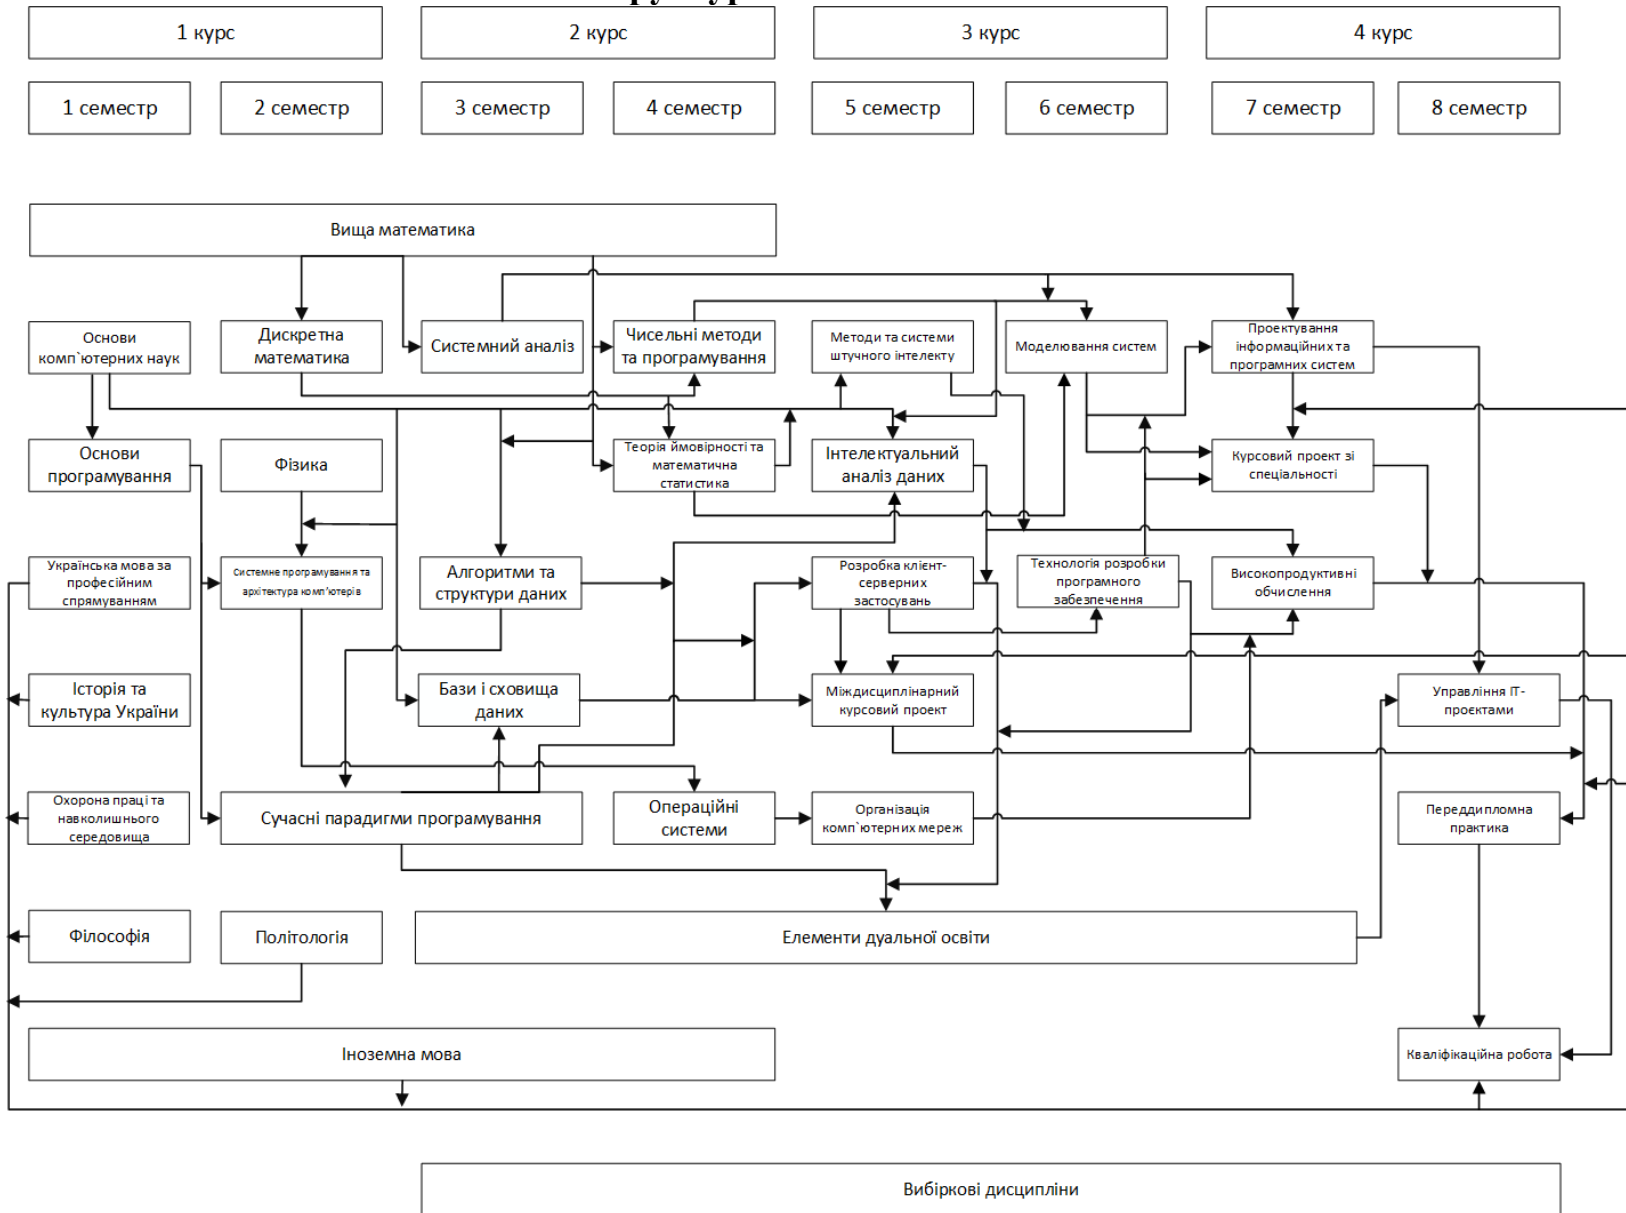 1 курс
2 курс
3 курс
4 курс
1 семестр
2 семестр
3 семестр
4 семестр
5 семестр
6 семестр
7 семестр
8 семестр
Вища математика
Основи
комп`ютерних наук
Дискретна
математика
Системний аналіз
Чисельні методи
та програмування
Методи та системи
штучного інтелекту
Моделювання систем
Проектування
інформаційних та
програмних систем
Основи
програмування
Фізика
Теорія ймовірності та
математична
статистика
Інтелектуальний
аналіз даних
Курсовий проект зі
спеціальності
Українська мова за
професійним
спрямуванням
Системне програмування та
архітектура комп’ютерів
Алгоритми та
структури даних
Розробка клієнт-
серверних
застосувань
Технологія розробки
програмного
забезпечення
Високопродуктивні
обчислення
Історія та
культура України
Бази і сховища
даних
Міждисциплінарний
курсовий проект
Управління ІТ-
проєктами
Охорона праці та
навколишнього
середовища
Сучасні парадигми програмування
Операційні
системи
Організація
комп`ютерних мереж
Переддипломна
практика
Філософія
Політологія
Елементи дуальної освіти
Іноземна мова
Кваліфікаційна робота
Вибіркові дисципліни